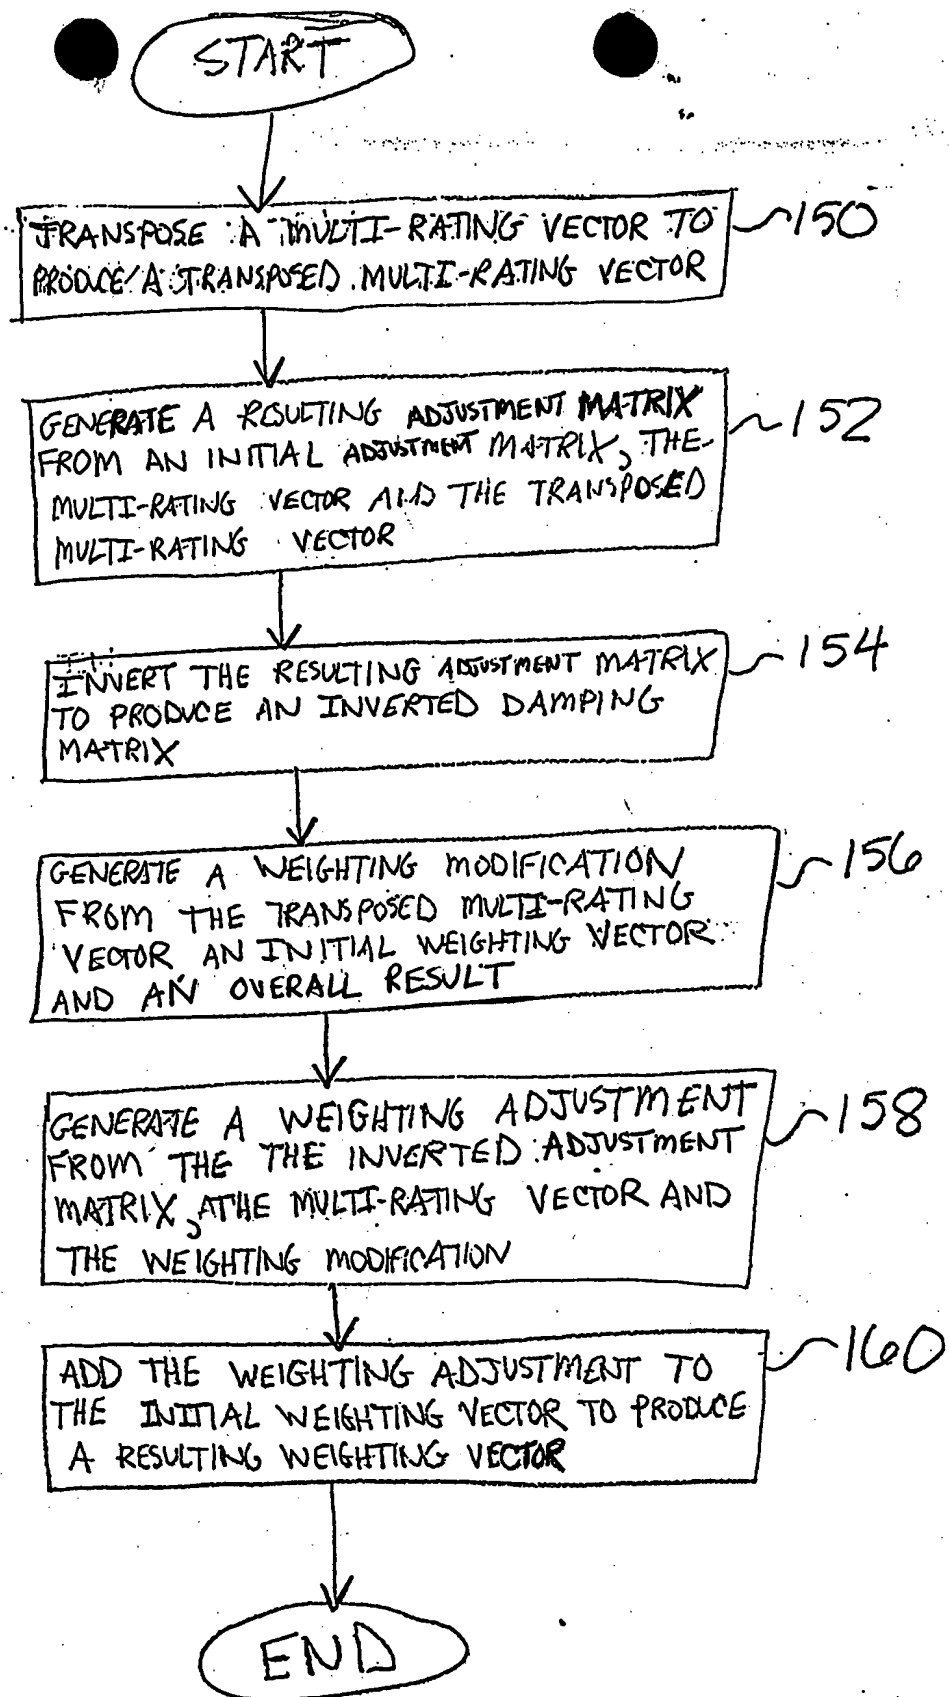 START
TRANSPOSE A MULTI-RATING VECTOR TO
PRODUCE A TRANSPOSED MULTI-RATING VECTOR
150
GENERATE A RESULTING ADJUSTMENT MATRIX
FROM AN INITIAL ADJUSTMENT MATRIX, THE
MULTI-RATING VECTOR AND THE TRANSPOSED
MULTI-RATING VECTOR
152
INVERT THE RESULTING ADJUSTMENT MATRIX
TO PRODUCE AN INVERTED DAMPING
MATRIX
154
GENERATE A WEIGHTING MODIFICATION
FROM THE TRANSPOSED MULTI-RATING
VECTOR AN INITIAL WEIGHTING VECTOR
AND AN OVERALL RESULT
156
GENERATE A WEIGHTING ADJUSTMENT
FROM THE THE INVERTED ADJUSTMENT
MATRIX, ATHE MULTI-RATING VECTOR AND
THE WEIGHTING MODIFICATION
158
ADD THE WEIGHTING ADJUSTMENT TO
THE INITIAL WEIGHTING VECTOR TO PRODUCE
A RESULTING WEIGHTING VECTOR
160
END